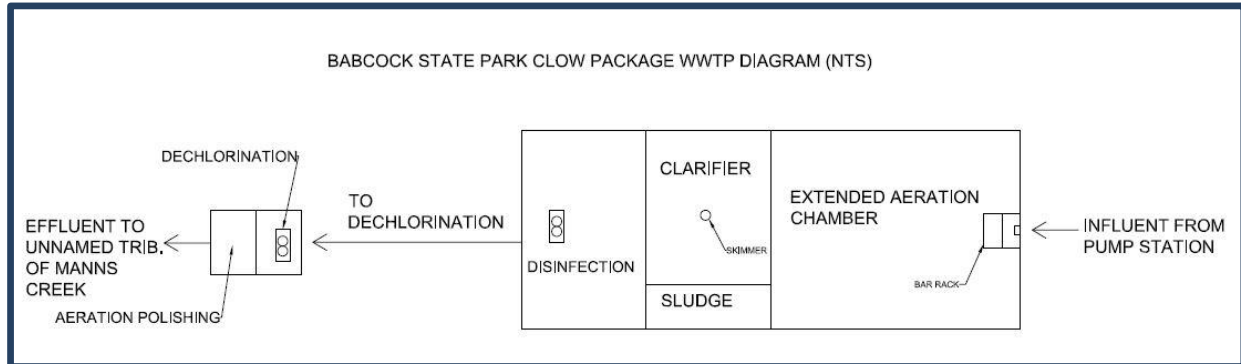 BABCOCK STATE PARK CLOW PACKAGE WWTP DIAGRAM (NTS)
DECHLORINATION
EFFLUENT TO
UNNAMED TRIB.
OF MANNS
CREEK
AERATION POLISHING
TO
DECHLORINATION
DISINFECTION
CLARIFIER
SKIMMER
SLUDGE
EXTENDED AERATION
CHAMBER
BAR RACK
INFLUENT FROM
PUMP STATION